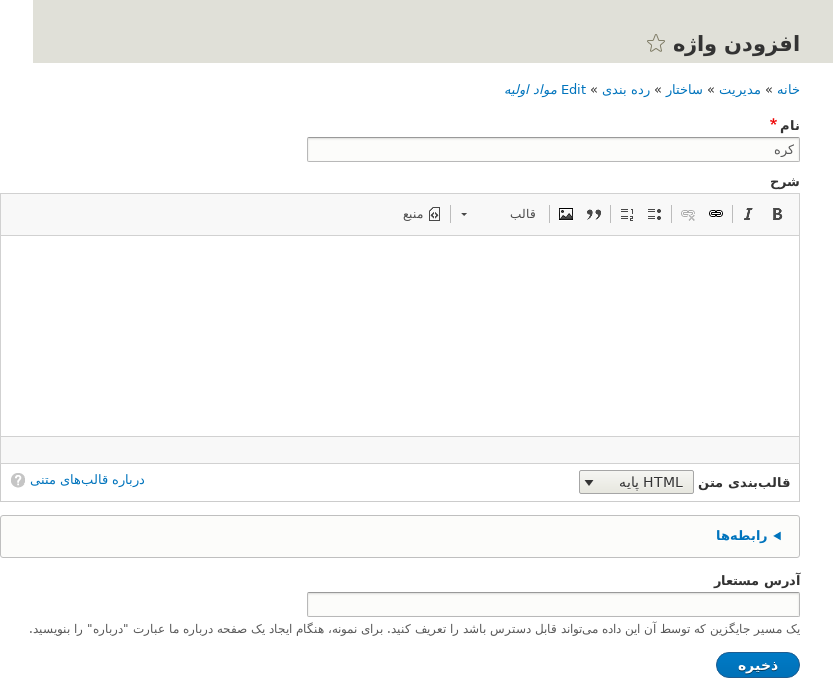 افزودن واژه
خانه » مدیریت » ساختار » رده بندی » Edit مواد اولیه
نام *
کره
شرح
B I قالب منبع
قالب‌بندی متن HTML پایه درباره قالب‌های متنی ?
رابطه‌ها
آدرس مستعار
یک مسیر جایگزین که توسط آن این داده می‌تواند قابل دسترس باشد را تعریف کنید. برای نمونه، هنگام ایجاد یک صفحه درباره ما عبارت "درباره" را بنویسید.
ذخیره